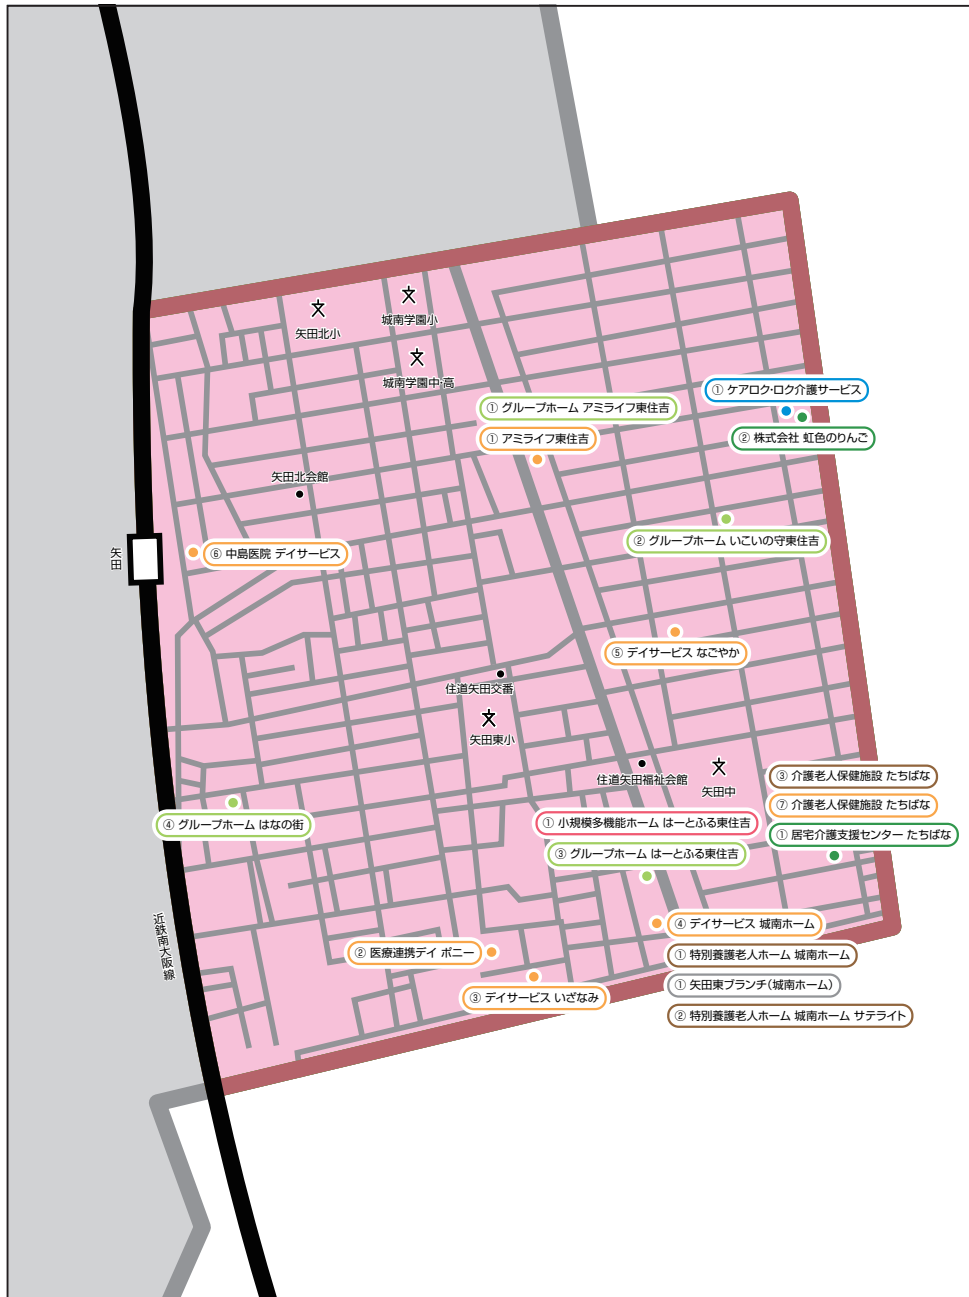 矢田北小
城南学園小
城南学園中・高
① ケアロク・ロク介護サービス
① グループホーム アミライフ東住吉
① アミライフ東住吉
② 株式会社 虹色のりんご
矢田北会館
② グループホーム いこいの守東住吉
⑥ 中島医院 デイサービス
矢田
⑤ デイサービス なごやか
住道矢田交番
矢田東小
住道矢田福祉会館
矢田中
③ 介護老人保健施設 たちばな
⑦ 介護老人保健施設 たちばな
① 居宅介護支援センター たちばな
④ グループホーム はなの街
① 小規模多機能ホーム はーとふる東住吉
③ グループホーム はーとふる東住吉
近鉄南大阪線
④ デイサービス 城南ホーム
① 特別養護老人ホーム 城南ホーム
① 矢田東ブランチ(城南ホーム)
② 特別養護老人ホーム 城南ホーム サテライト
② 医療連携デイ ポニー
③ デイサービス いざなみ